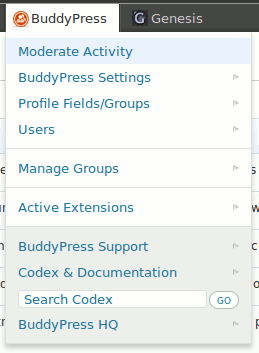 BuddyPress Genesis
Moderate Activity
BuddyPress Settings
Profile Fields/Groups
Users
Manage Groups
Active Extensions
BuddyPress Support
Codex & Documentation
Search Codex GO
BuddyPress HQ